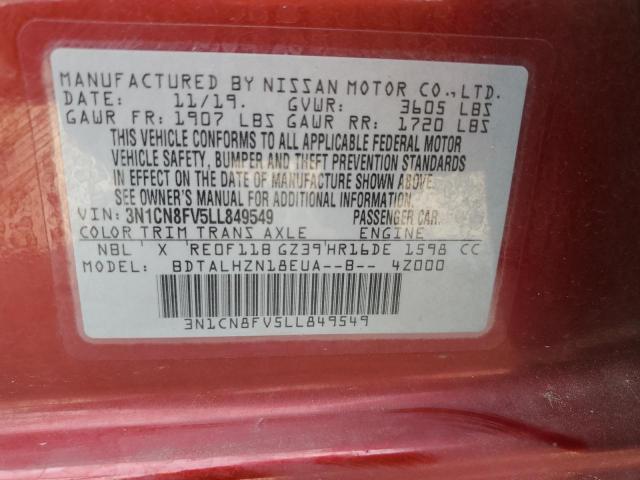 MANUFACTURED BY NISSAN MOTOR CO., LTD.
DATE: 11/19. GVWR: 3605 LBS
GAWR FR: 1907 LBS GAWR RR: 1720 LBS
THIS VEHICLE CONFORMS TO ALL APPLICABLE FEDERAL MOTOR
VEHICLE SAFETY, BUMPER AND THEFT PREVENTION STANDARDS
IN EFFECT ON THE DATE OF MANUFACTURE SHOWN ABOVE.
SEE OWNER'S MANUAL FOR ADDITIONAL INFORMATION.
VIN: 3N1CN8FV5LL849549 PASSENGER CAR.
COLOR TRIM TRANS AXLE ENGINE
NBL X RE0F11B GZ39 HR16DE 1598 CC
MODEL: BDTALHZN18EUA--B-- 4Z000
3N1CN8FV5LL849549